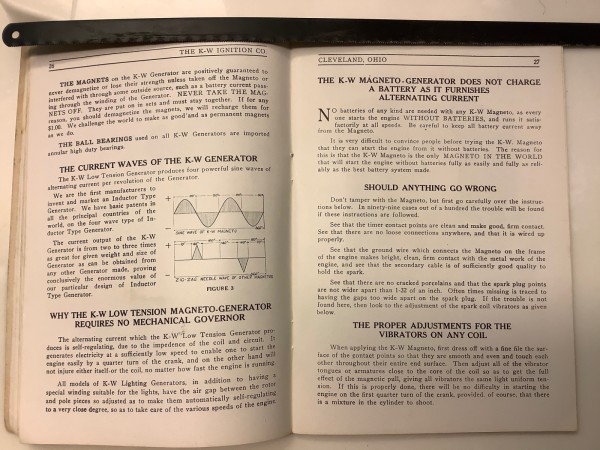 26
THE K-W IGNITION CO.
THE MAGNETS on the K-W Generator are positively guaranteed to
never demagnetize or lose their strength unless taken off the Magneto or
interfered with through some outside source, such as a battery current pass-
ing through the winding of the Generator. NEVER TAKE THE MAG-
NETS OFF. They are put on in sets and must stay together. If for any
reason, you should demagnetize the magnets, we will recharge them for
$1.00. We challenge the world to make as good and as permanent magnets
as we do.
THE BALL BEARINGS used on all K-W Generators are imported
annular high duty bearings.
THE CURRENT WAVES OF THE K-W GENERATOR
The K-W Low Tension Generator produces four powerful sine waves of
alternating current per revolution of the Generator.
We are the first manufacturers to
invent and market an Inductor Type
Generator. We have basic patents in
all the principal countries of the
world, on the four wave type of In-
ductor Type Generator.
The current output of the K-W
Generator is from two to three times
as great for given weight and size of
Generator as can be obtained from
any other Generator made, proving
conclusively the enormous value of
our particular design of Inductor
Type Generator.
SINE WAVE OF K-W MAGNETO
ZIG-ZAG NEEDLE WAVE OF OTHER MAGNETOS
FIGURE 3
WHY THE K-W LOW TENSION MAGNETO-GENERATOR
REQUIRES NO MECHANICAL GOVERNOR
The alternating current which the K-W Low Tension Generator pro-
duces is self-regulating, due to the impedence of the coil and circuit. It
generates electricity at a sufficiently low speed to enable one to start the
engine easily by a quarter turn of the crank, and on the other hand will
not injure either itself or the coil, no matter how fast the engine is running.
All models of K-W Lighting Generators, in addition to having a
special winding suitable for the lights, have the air gap between the rotor
and pole pieces so adjusted as to make them automatically self-regulating
to a very close degree, so as to take care of the various speeds of the engine.
CLEVELAND, OHIO
27
THE K-W MAGNETO-GENERATOR DOES NOT CHARGE
A BATTERY AS IT FURNISHES
ALTERNATING CURRENT
NO batteries of any kind are needed with any K-W Magneto, as every
one starts the engine WITHOUT BATTERIES, and runs it satis-
factorily at all speeds. Be careful to keep all battery current away
from the Magneto.
It is very difficult to convince people before trying the K-W Magneto
that they can start the engine from it without batteries. The reason for
this is that the K-W Magneto is the only MAGNETO IN THE WORLD
that will start the engine without batteries fully as easily and fully as reli-
ably as the best battery system made.
SHOULD ANYTHING GO WRONG
Don't tamper with the Magneto, but first go carefully over the instruc-
tions below. In ninety-nine cases out of a hundred the trouble will be found
if these instructions are followed.
See that the timer contact points are clean and make good, firm contact.
See that there are no loose connections anywhere, and that it is wired up
properly.
See that the ground wire which connects the Magneto on the frame
of the engine makes bright, clean, firm contact with the metal work of the
engine, and see that the secondary cable is of sufficiently good quality to
hold the spark.
See that there are no cracked porcelains and that the spark plug points
are not wider apart than 1-32 of an inch. Often times missing is traced to
having the gaps too wide apart on the spark plug. If the trouble is not
found here, then look to the adjustment of the spark coil vibrators as given
below.
THE PROPER ADJUSTMENTS FOR THE
VIBRATORS ON ANY COIL
When applying the K-W Magneto, first dress off with a fine file the sur-
face of the contact points so that they are smooth and even and touch each
other throughout their entire end surface. Then adjust all of the vibrator
tongues or armatures close to the core of the coil so as to get the full
effect of the magnetic pull, giving all vibrators the same light uniform ten-
sion. If this is properly done, there will be no difficulty in starting the
engine on the first quarter turn of the crank, provided, of course, that there
is a mixture in the cylinder to shoot.